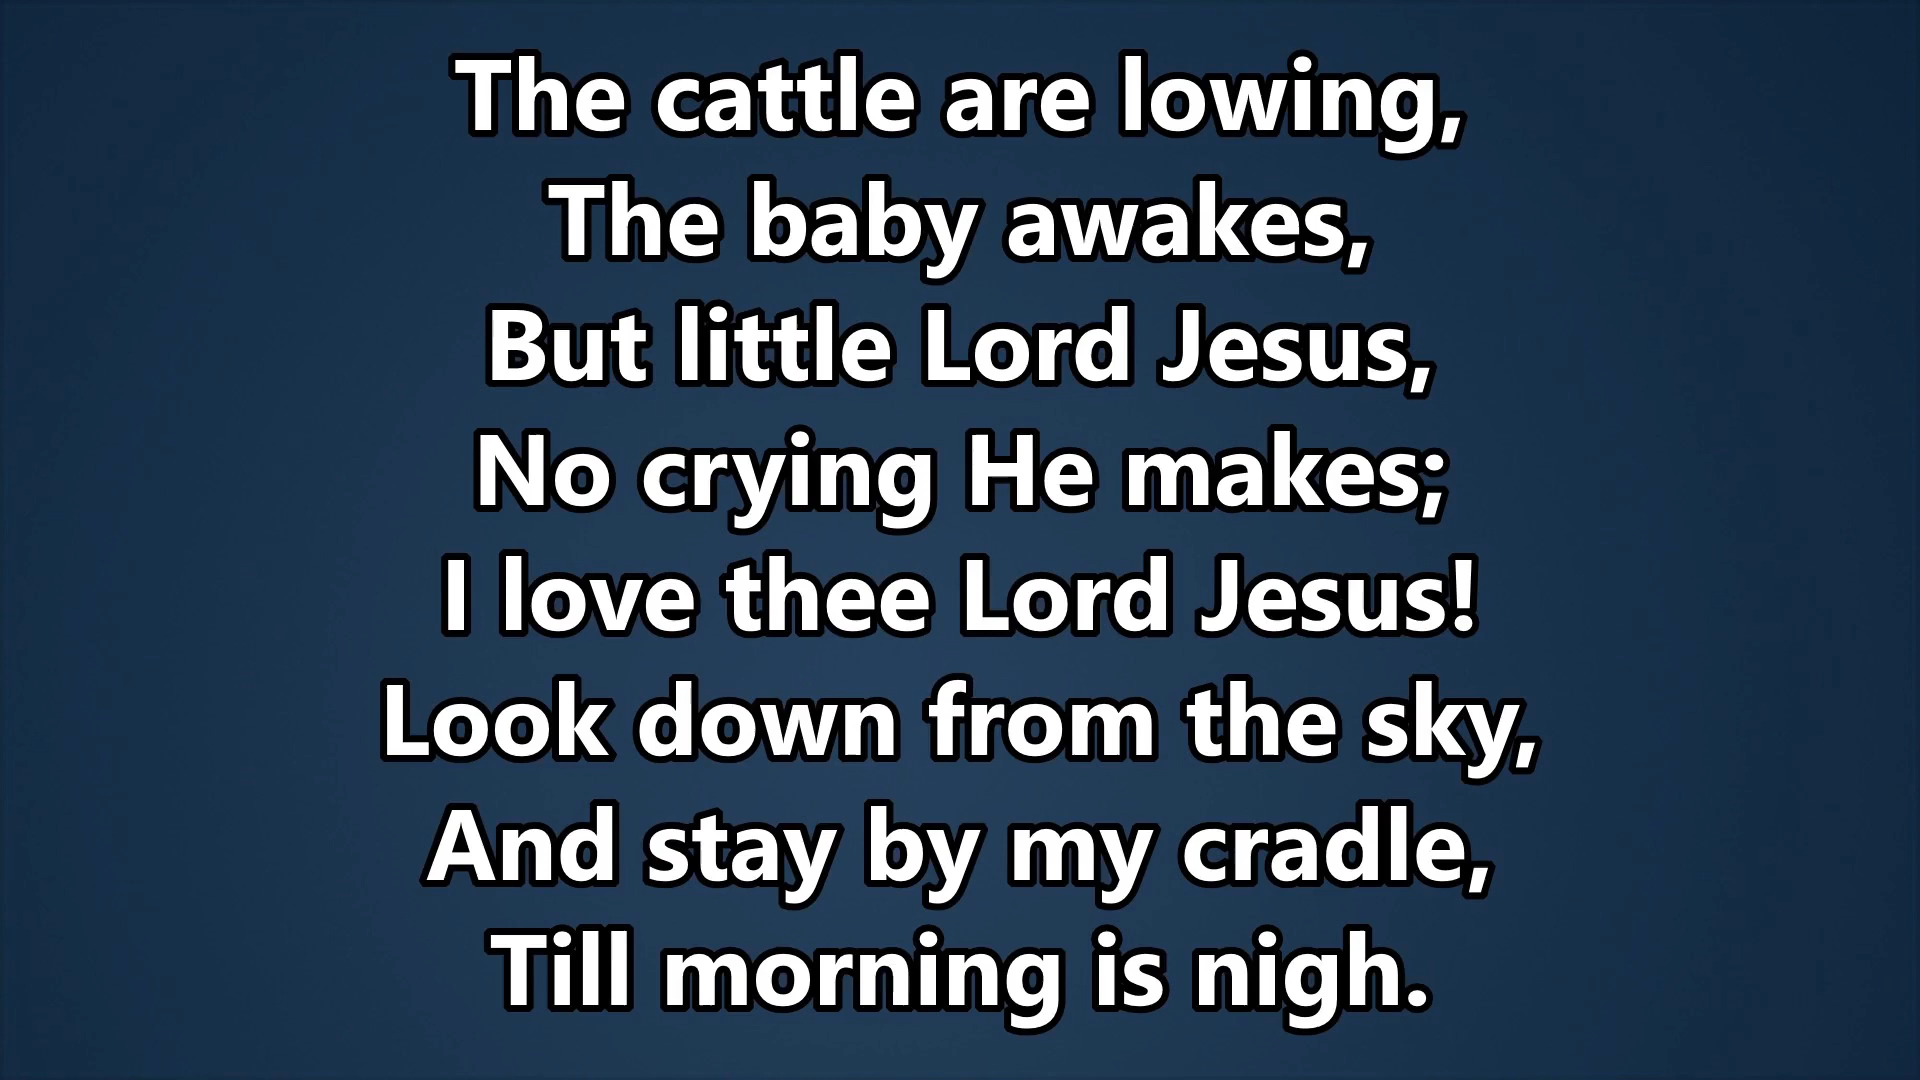 The cattle are lowing,
The baby awakes,
But little Lord Jesus,
No crying He makes;
I love thee Lord Jesus!
Look down from the sky,
And stay by my cradle,
Till morning is nigh.